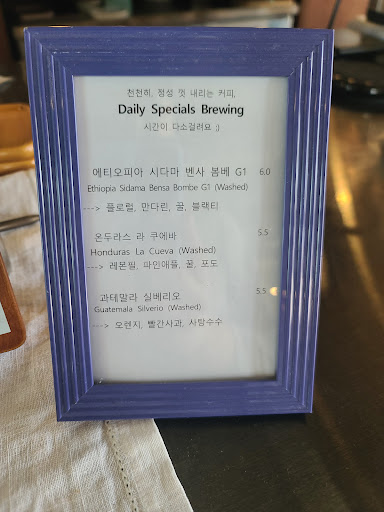 천천히, 정성 껏 내리는 커피,
Daily Specials Brewing
시간이 다소걸려요 ;)
에티오피아 시다마 벤사 봄베 G1 6.0
Ethiopia Sidama Bensa Bombe G1 (Washed)
---> 플로럴, 만다린, 꿀, 블랙티
온두라스 라 쿠에바 5.5
Honduras La Cueva (Washed)
---> 레몬필, 파인애플, 꿀, 포도
과테말라 실베리오 5.5
Guatemala Silverio (Washed)
---> 오렌지, 빨간사과, 사탕수수